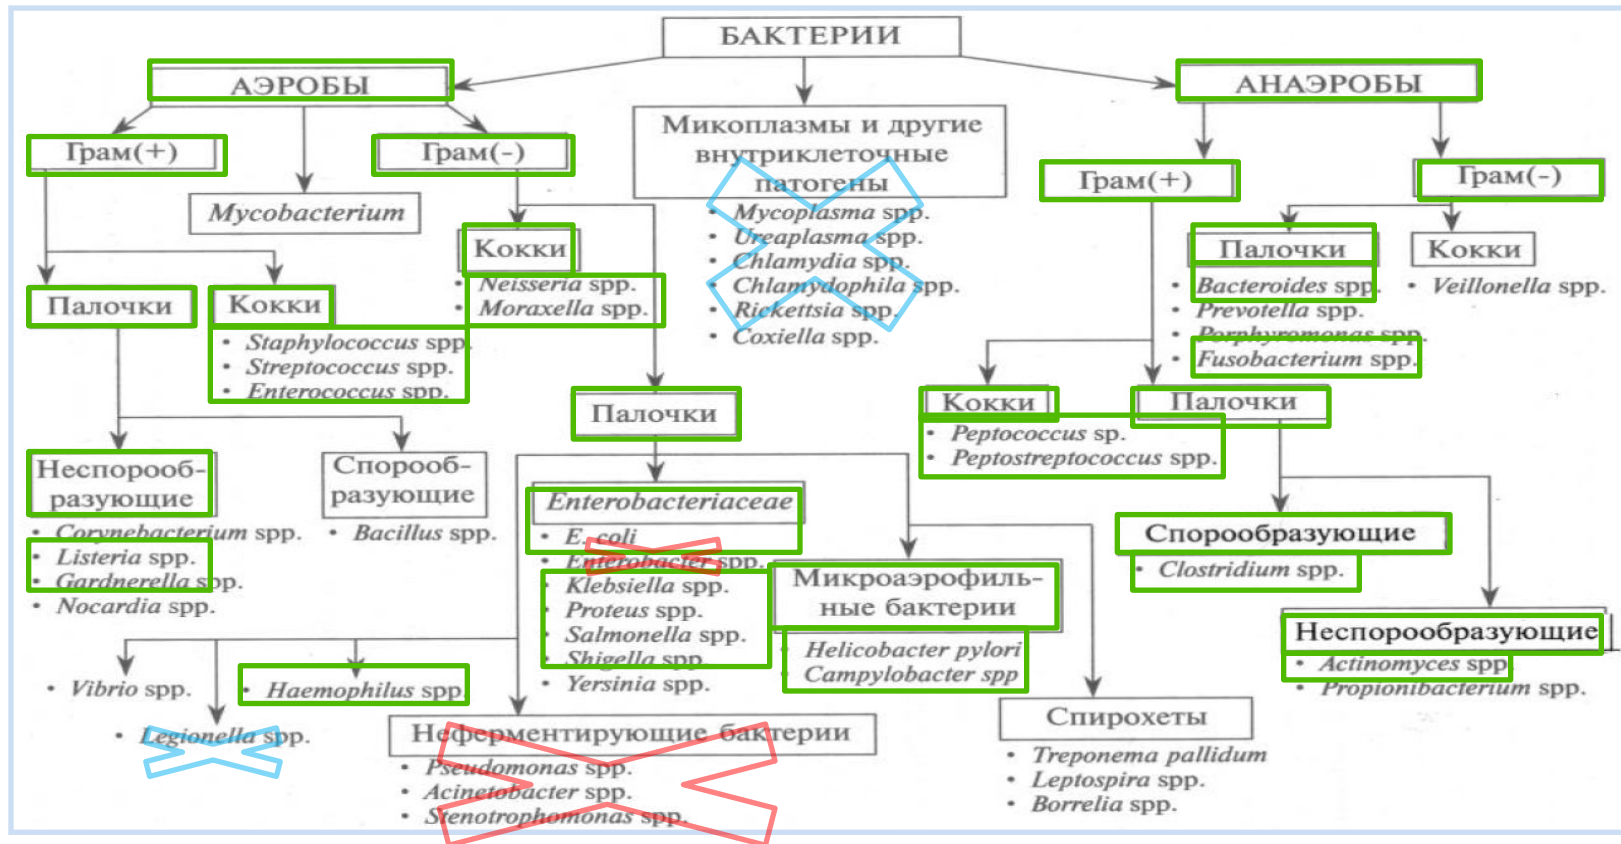 БАКТЕРИИ
АЭРОБЫ
АНАЭРОБЫ
Грам(+)
Грам(-)
Mycobacterium
Микоплазмы и другие
внутриклеточные
патогены
• Mycoplasma spp.
• Ureaplasma spp.
• Chlamydia spp.
• Chlamydophila spp.
• Rickettsia spp.
• Coxiella spp.
Грам(+)
Грам(-)
Палочки
Кокки
• Staphylococcus spp.
• Streptococcus spp.
• Enterococcus spp.
Кокки
• Neisseria spp.
• Moraxella spp.
Палочки
• Bacteroides spp.
• Prevotella spp.
• Porphyromonas spp.
• Fusobacterium spp.
Кокки
• Veillonella spp.
Палочки
Кокки
• Peptococcus sp.
• Peptostreptococcus spp.
Палочки
Неспорооб-
разующие
• Corynebacterium spp.
• Listeria spp.
• Gardnerella spp.
• Nocardia spp.
Спорооб-
разующие
• Bacillus spp.
Enterobacteriaceae
• E. coli
• Enterobacter spp.
• Klebsiella spp.
• Proteus spp.
• Salmonella spp.
• Shigella spp.
• Yersinia spp.
Микроаэрофиль-
ные бактерии
• Helicobacter pylori
• Campylobacter spp
Спорообразующие
• Clostridium spp.
Неспорообразующие
• Actinomyces spp.
• Propionibacterium spp.
• Vibrio spp.
• Haemophilus spp.
• Legionella spp.
Неферментирующие бактерии
• Pseudomonas spp.
• Acinetobacter spp.
• Stenotrophomonas spp.
Спирохеты
• Treponema pallidum
• Leptospira spp.
• Borrelia spp.